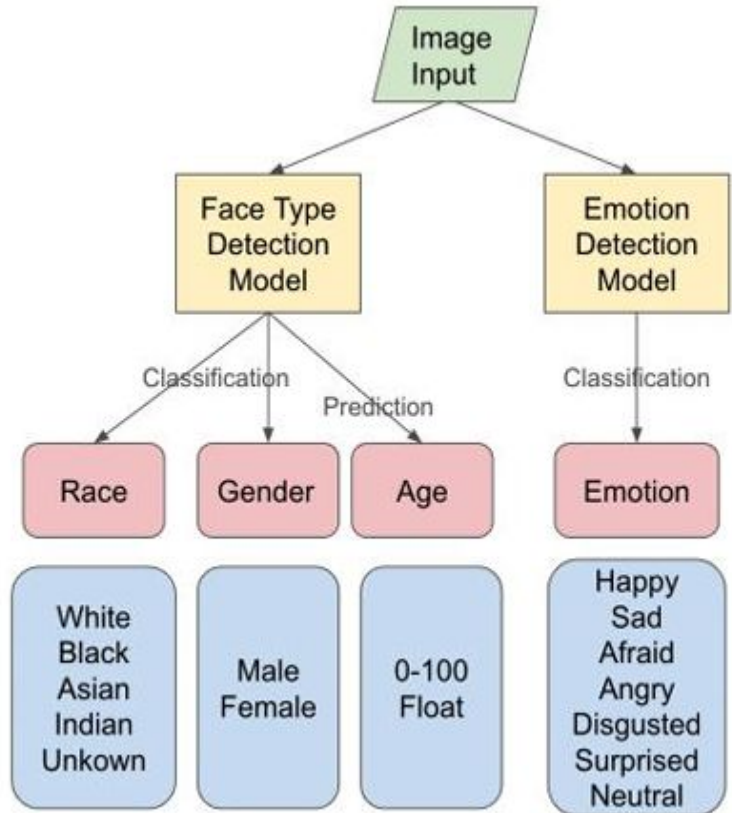 Image
Input
Face Type
Detection
Model
Emotion
Detection
Model
Classification
Prediction
Classification
Race
Gender
Age
Emotion
White
Black
Asian
Indian
Unkown
Male
Female
0-100
Float
Happy
Sad
Afraid
Angry
Disgusted
Surprised
Neutral